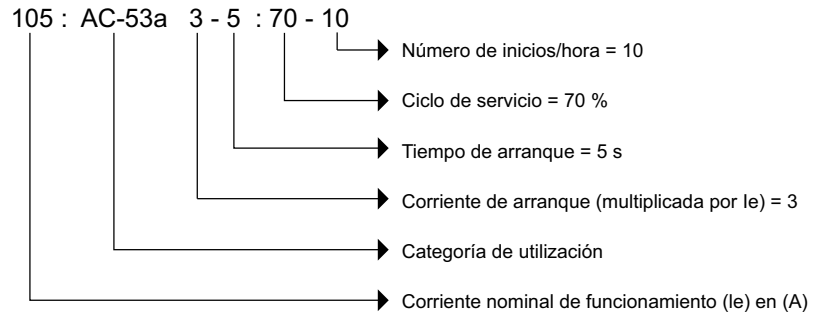 105 : AC-53a 3 - 5 : 70 - 10
Número de inicios/hora = 10
Ciclo de servicio = 70 %
Tiempo de arranque = 5 s
Corriente de arranque (multiplicada por Ie) = 3
Categoría de utilización
Corriente nominal de funcionamiento (Ie) en (A)